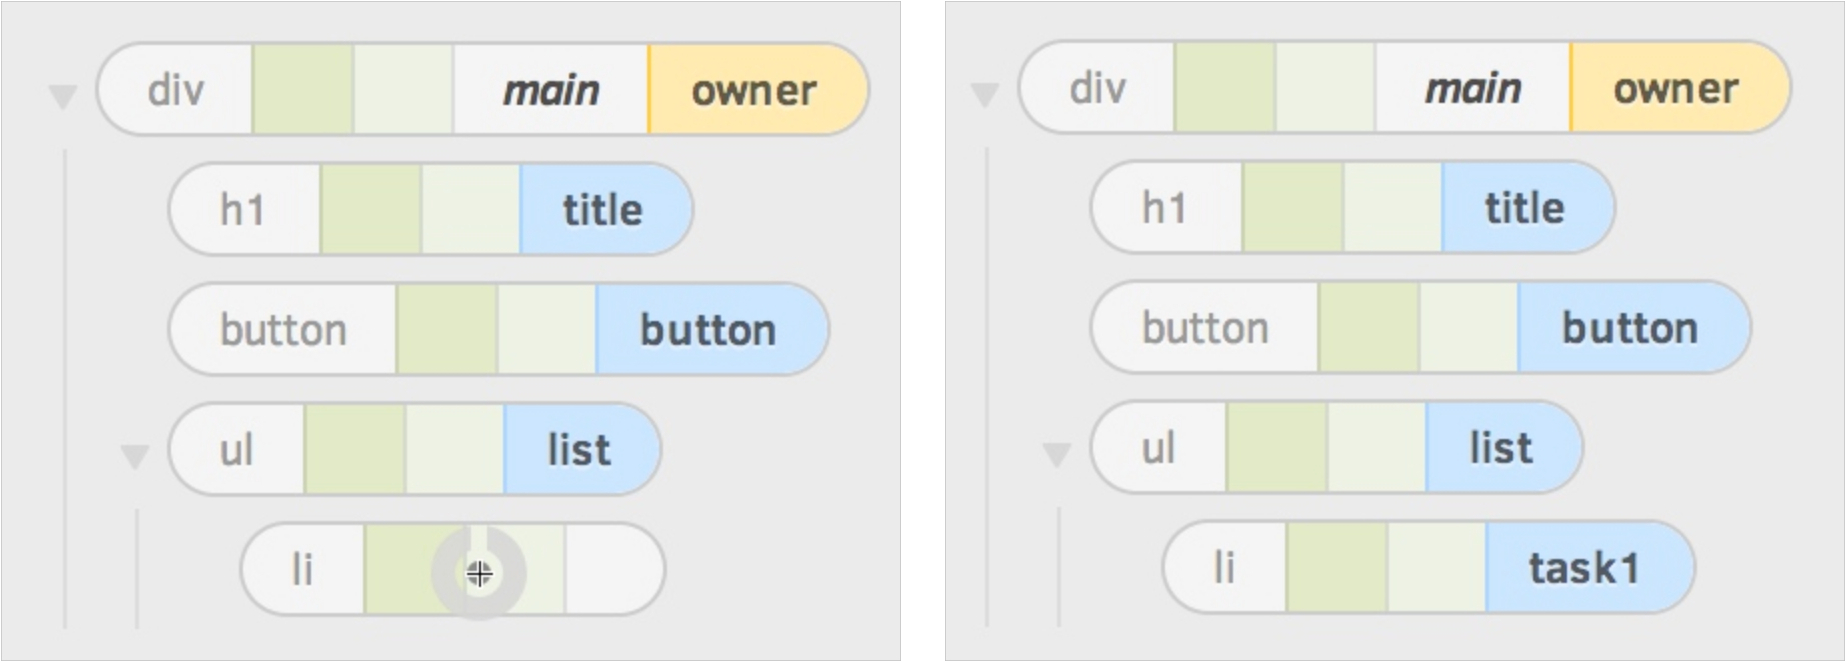 div main owner
h1 title
button button
ul list
li
div main owner
h1 title
button button
ul list
li task1